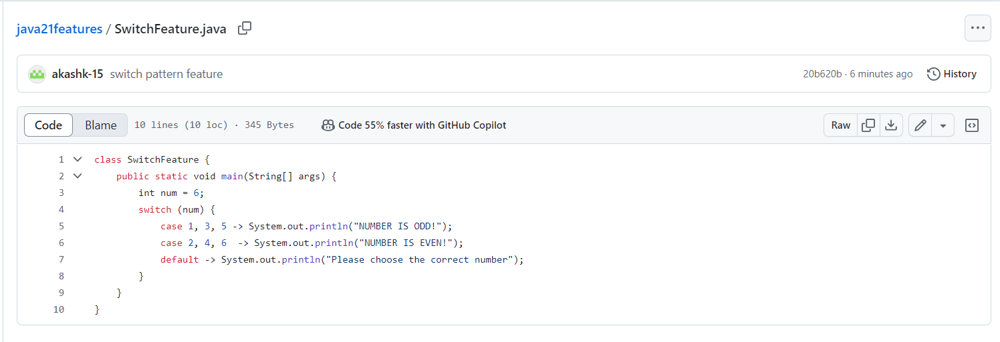 java21features / SwitchFeature.java
akashk-15 switch pattern feature 20b620b · 6 minutes ago History
Code Blame 10 lines (10 loc) · 345 Bytes Code 55% faster with GitHub Copilot Raw
1 class SwitchFeature {
2     public static void main(String[] args) {
3         int num = 6;
4         switch (num) {
5             case 1, 3, 5 -> System.out.println("NUMBER IS ODD!");
6             case 2, 4, 6  -> System.out.println("NUMBER IS EVEN!");
7             default -> System.out.println("Please choose the correct number");
8         }
9     }
10 }